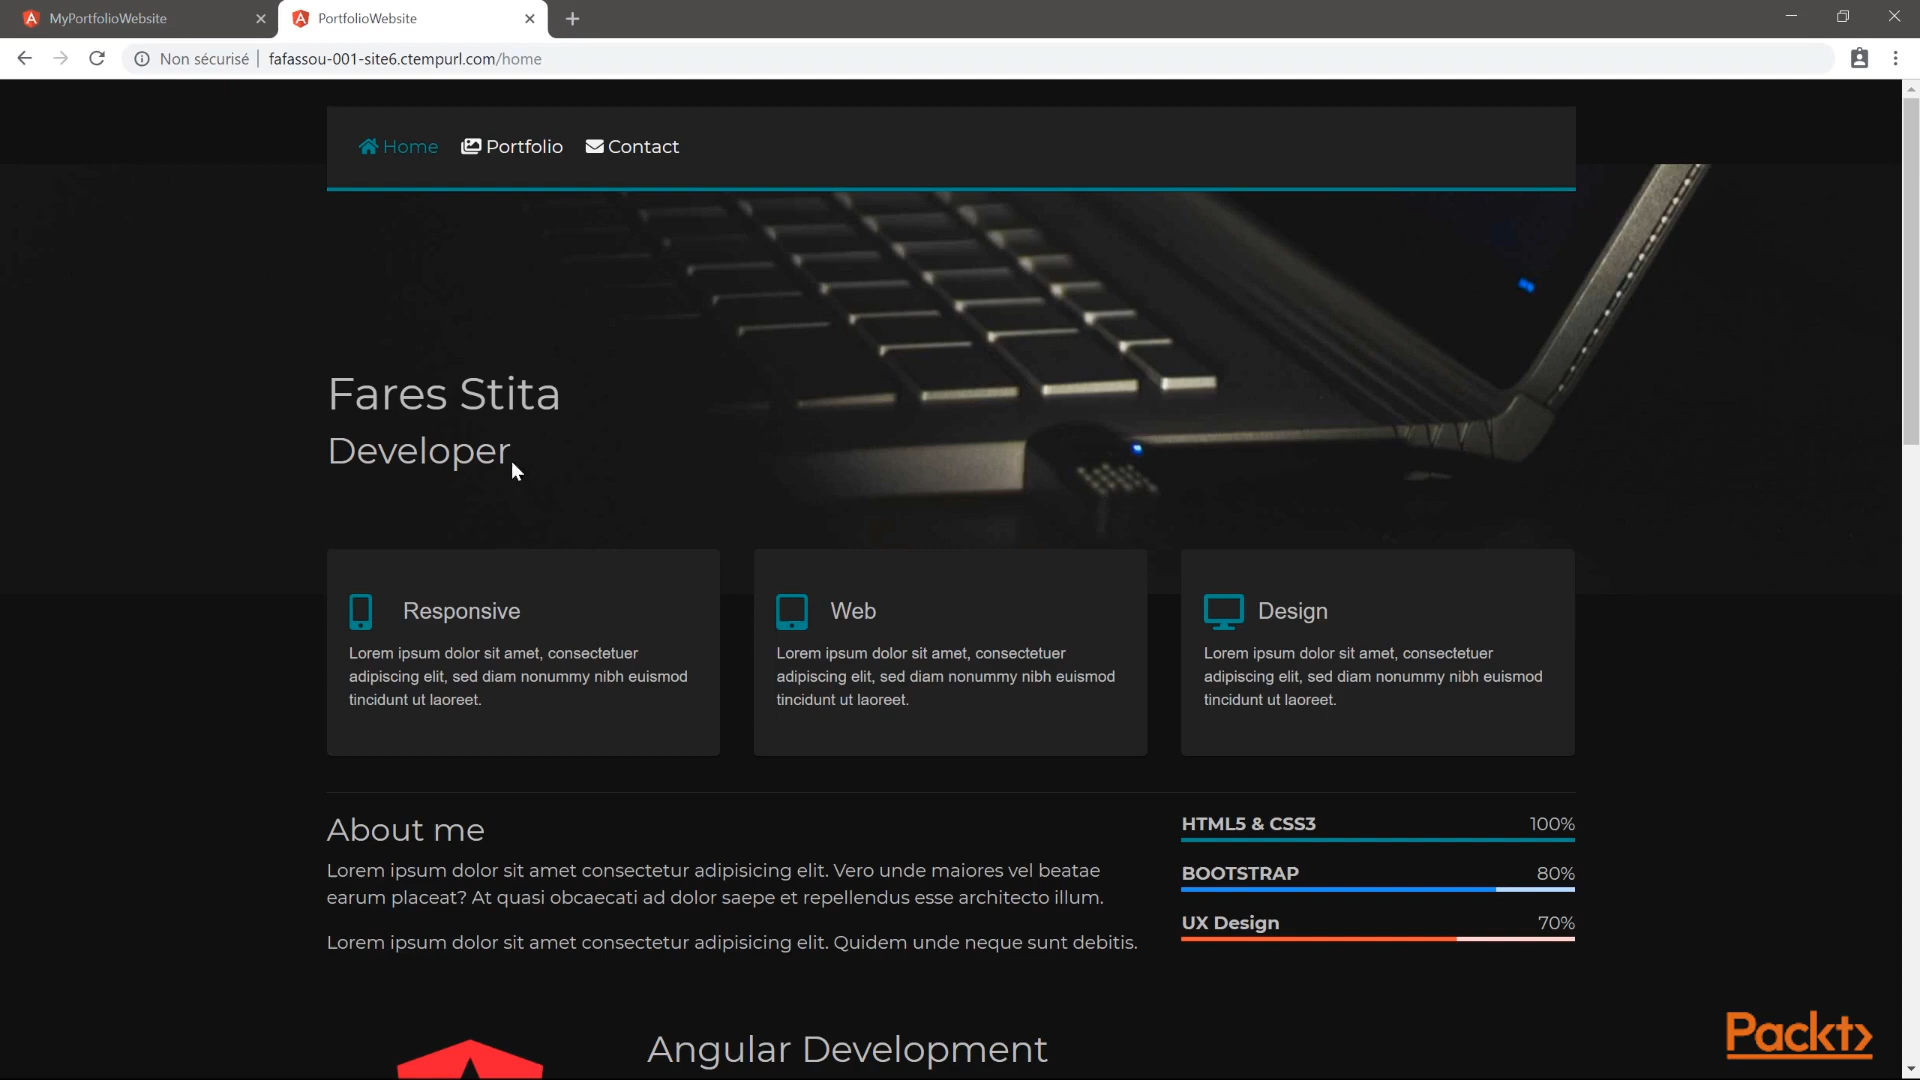 MyPortfolioWebsite
PortfolioWebsite
Non sécurisé
fafassou-001-site6.ctempurl.com/home
Home
Portfolio
Contact
Fares Stita
Developer
Responsive
Lorem ipsum dolor sit amet, consectetuer
adipiscing elit, sed diam nonummy nibh euismod
tincidunt ut laoreet.
Web
Lorem ipsum dolor sit amet, consectetuer
adipiscing elit, sed diam nonummy nibh euismod
tincidunt ut laoreet.
Design
Lorem ipsum dolor sit amet, consectetuer
adipiscing elit, sed diam nonummy nibh euismod
tincidunt ut laoreet.
About me
Lorem ipsum dolor sit amet consectetur adipisicing elit. Vero unde maiores vel beatae
earum placeat? At quasi obcaecati ad dolor saepe et repellendus esse architecto illum.
Lorem ipsum dolor sit amet consectetur adipisicing elit. Quidem unde neque sunt debitis.
HTML5 & CSS3 100%
BOOTSTRAP 80%
UX Design 70%
Angular Development
Packt>